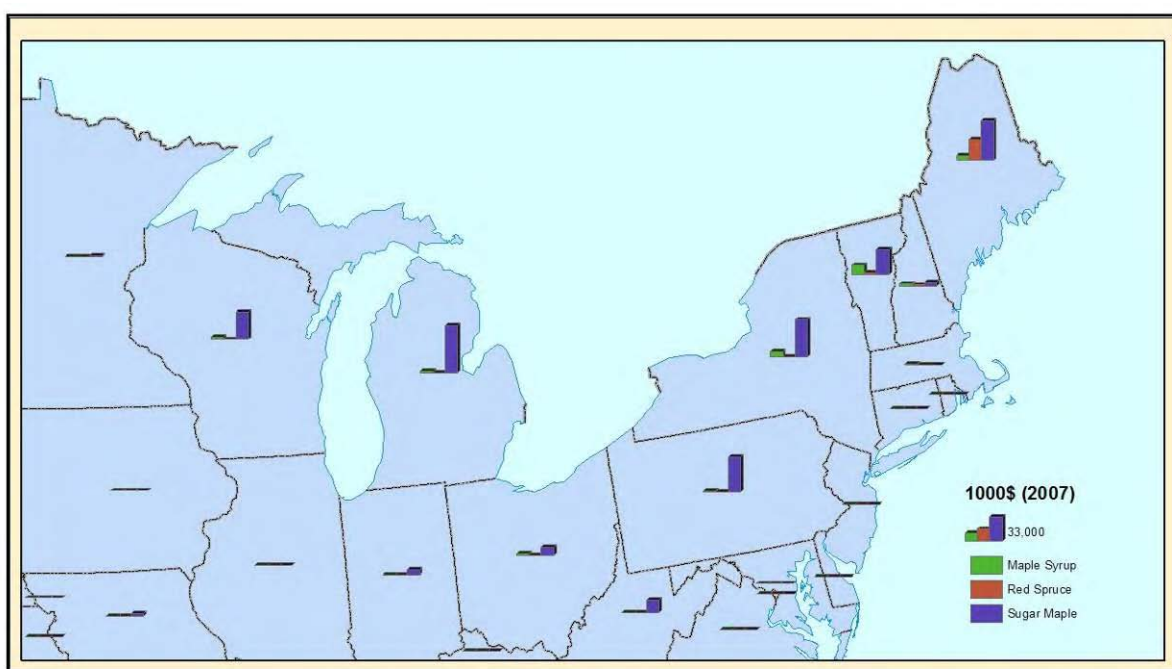 1000$ (2007)
33,000
Maple Syrup
Red Spruce
Sugar Maple